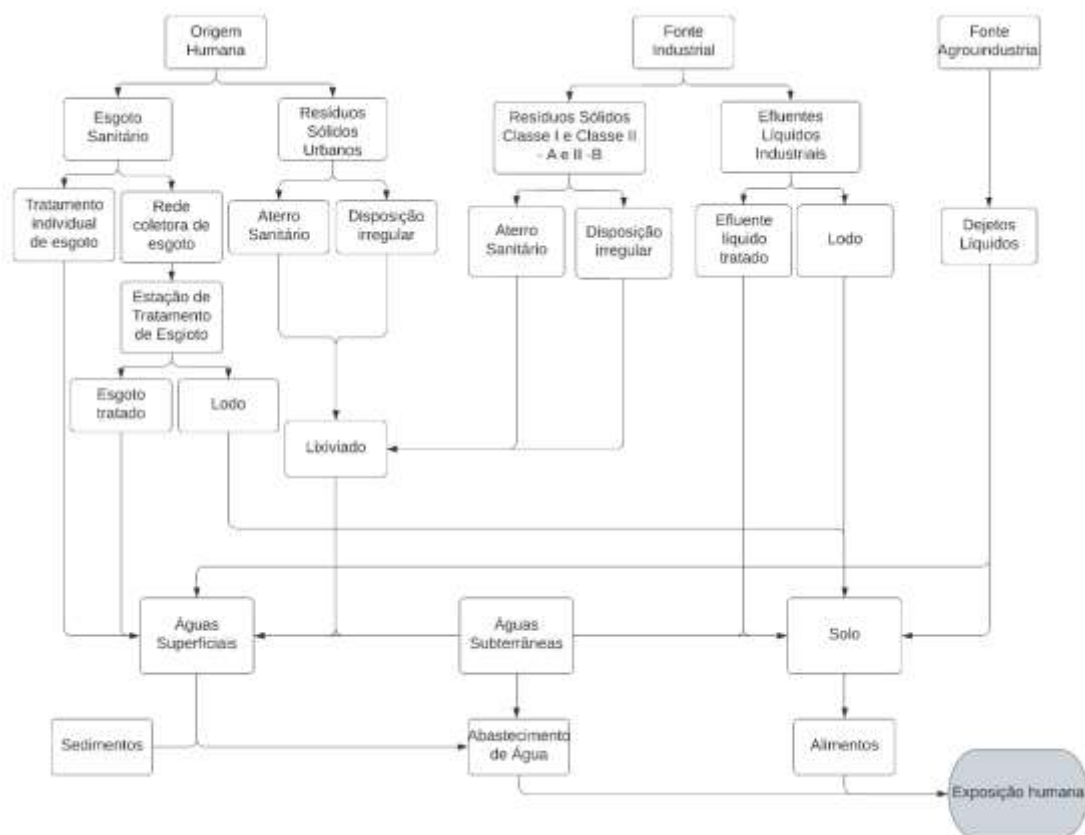 Origem
Humana
Fonte
Industrial
Fonte
Agrouindustrial
Esgoto
Sanitário
Resíduos
Sólidos
Urbanos
Resíduos Sólidos
Classe I e Classe II
- A e II -B
Efluentes
Líquidos
Industriais
Tratamento
individual
de esgoto
Rede
coletora de
esgoto
Aterro
Sanitário
Disposição
irregular
Aterro
Sanitário
Disposição
irregular
Efluente
líquido
tratado
Lodo
Dejetos
Líquidos
Estação de
Tratamento
de Esgioto
Esgoto
tratado
Lodo
Lixiviado
Águas
Superficiais
Águas
Subterrâneas
Solo
Sedimentos
Abastecimento
de Água
Alimentos
Exposição humana